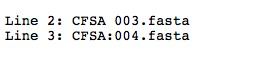 Line 2: CFSA 003.fasta
Line 3: CFSA:004.fasta